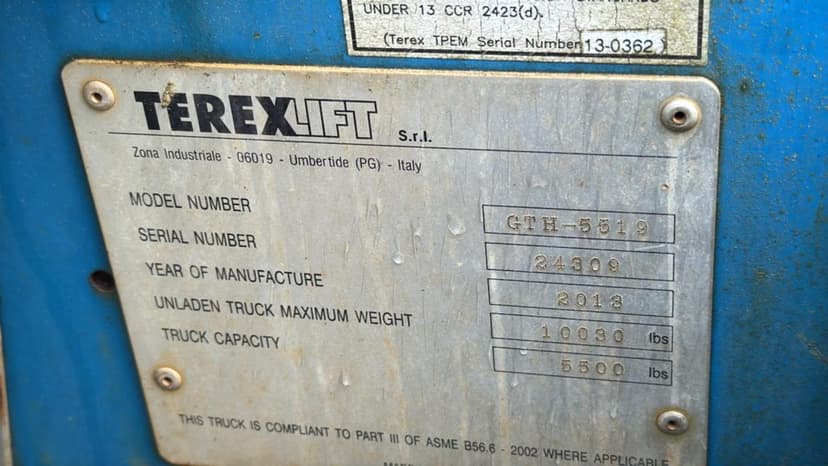 UNDER 13 CCR 2423(d).
(Terex TPEM Serial Number 13-0362 )
TEREXLIFT S.r.l.
Zona Industriale - 06019 - Umbertide (PG) - Italy
MODEL NUMBER GTH-5519
SERIAL NUMBER 24309
YEAR OF MANUFACTURE 2013
UNLADEN TRUCK MAXIMUM WEIGHT 10030 lbs
TRUCK CAPACITY 5500 lbs
THIS TRUCK IS COMPLIANT TO PART III OF ASME B56.6 - 2002 WHERE APPLICABLE